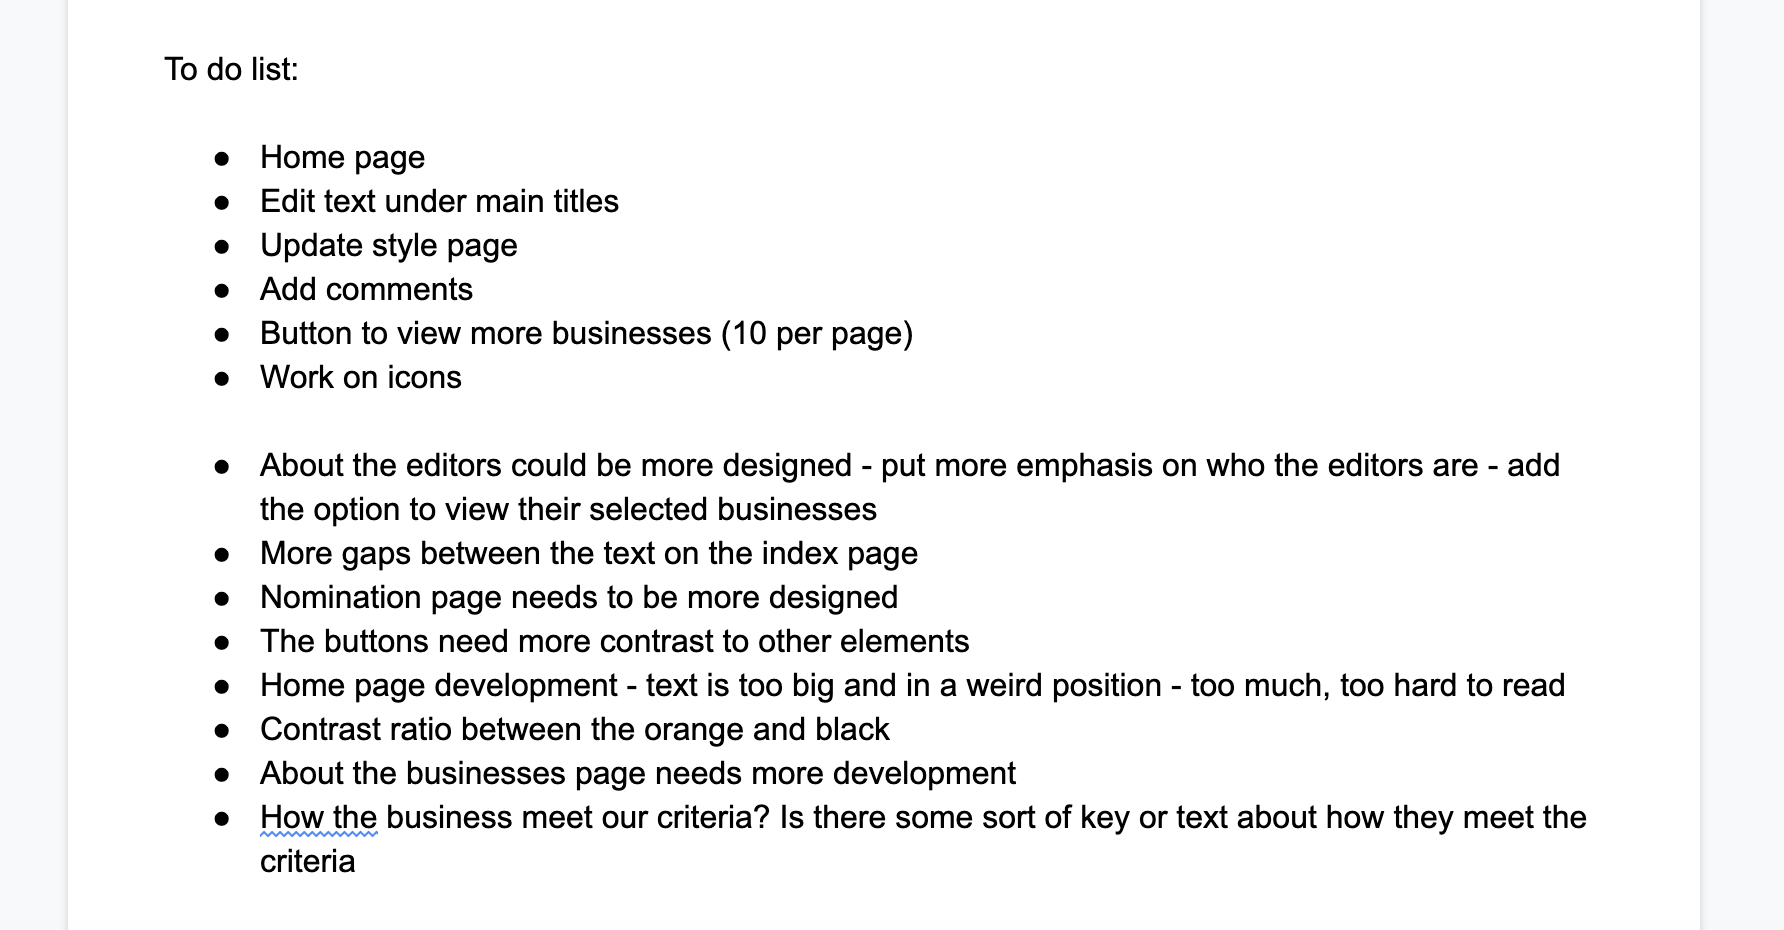 To do list:
● Home page
● Edit text under main titles
● Update style page
● Add comments
● Button to view more businesses (10 per page)
● Work on icons
● About the editors could be more designed - put more emphasis on who the editors are - add
the option to view their selected businesses
● More gaps between the text on the index page
● Nomination page needs to be more designed
● The buttons need more contrast to other elements
● Home page development - text is too big and in a weird position - too much, too hard to read
● Contrast ratio between the orange and black
● About the businesses page needs more development
● How the business meet our criteria? Is there some sort of key or text about how they meet the
criteria